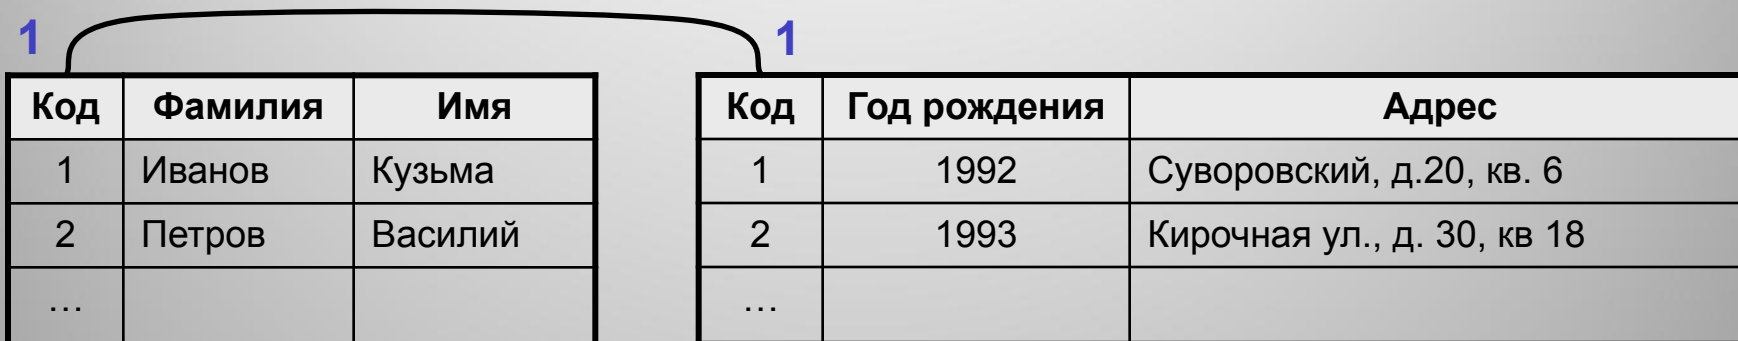 1 1
Код Фамилия Имя
1 Иванов Кузьма
2 Петров Василий
…
Код Год рождения Адрес
1 1992 Суворовский, д.20, кв. 6
2 1993 Кирочная ул., д. 30, кв 18
…